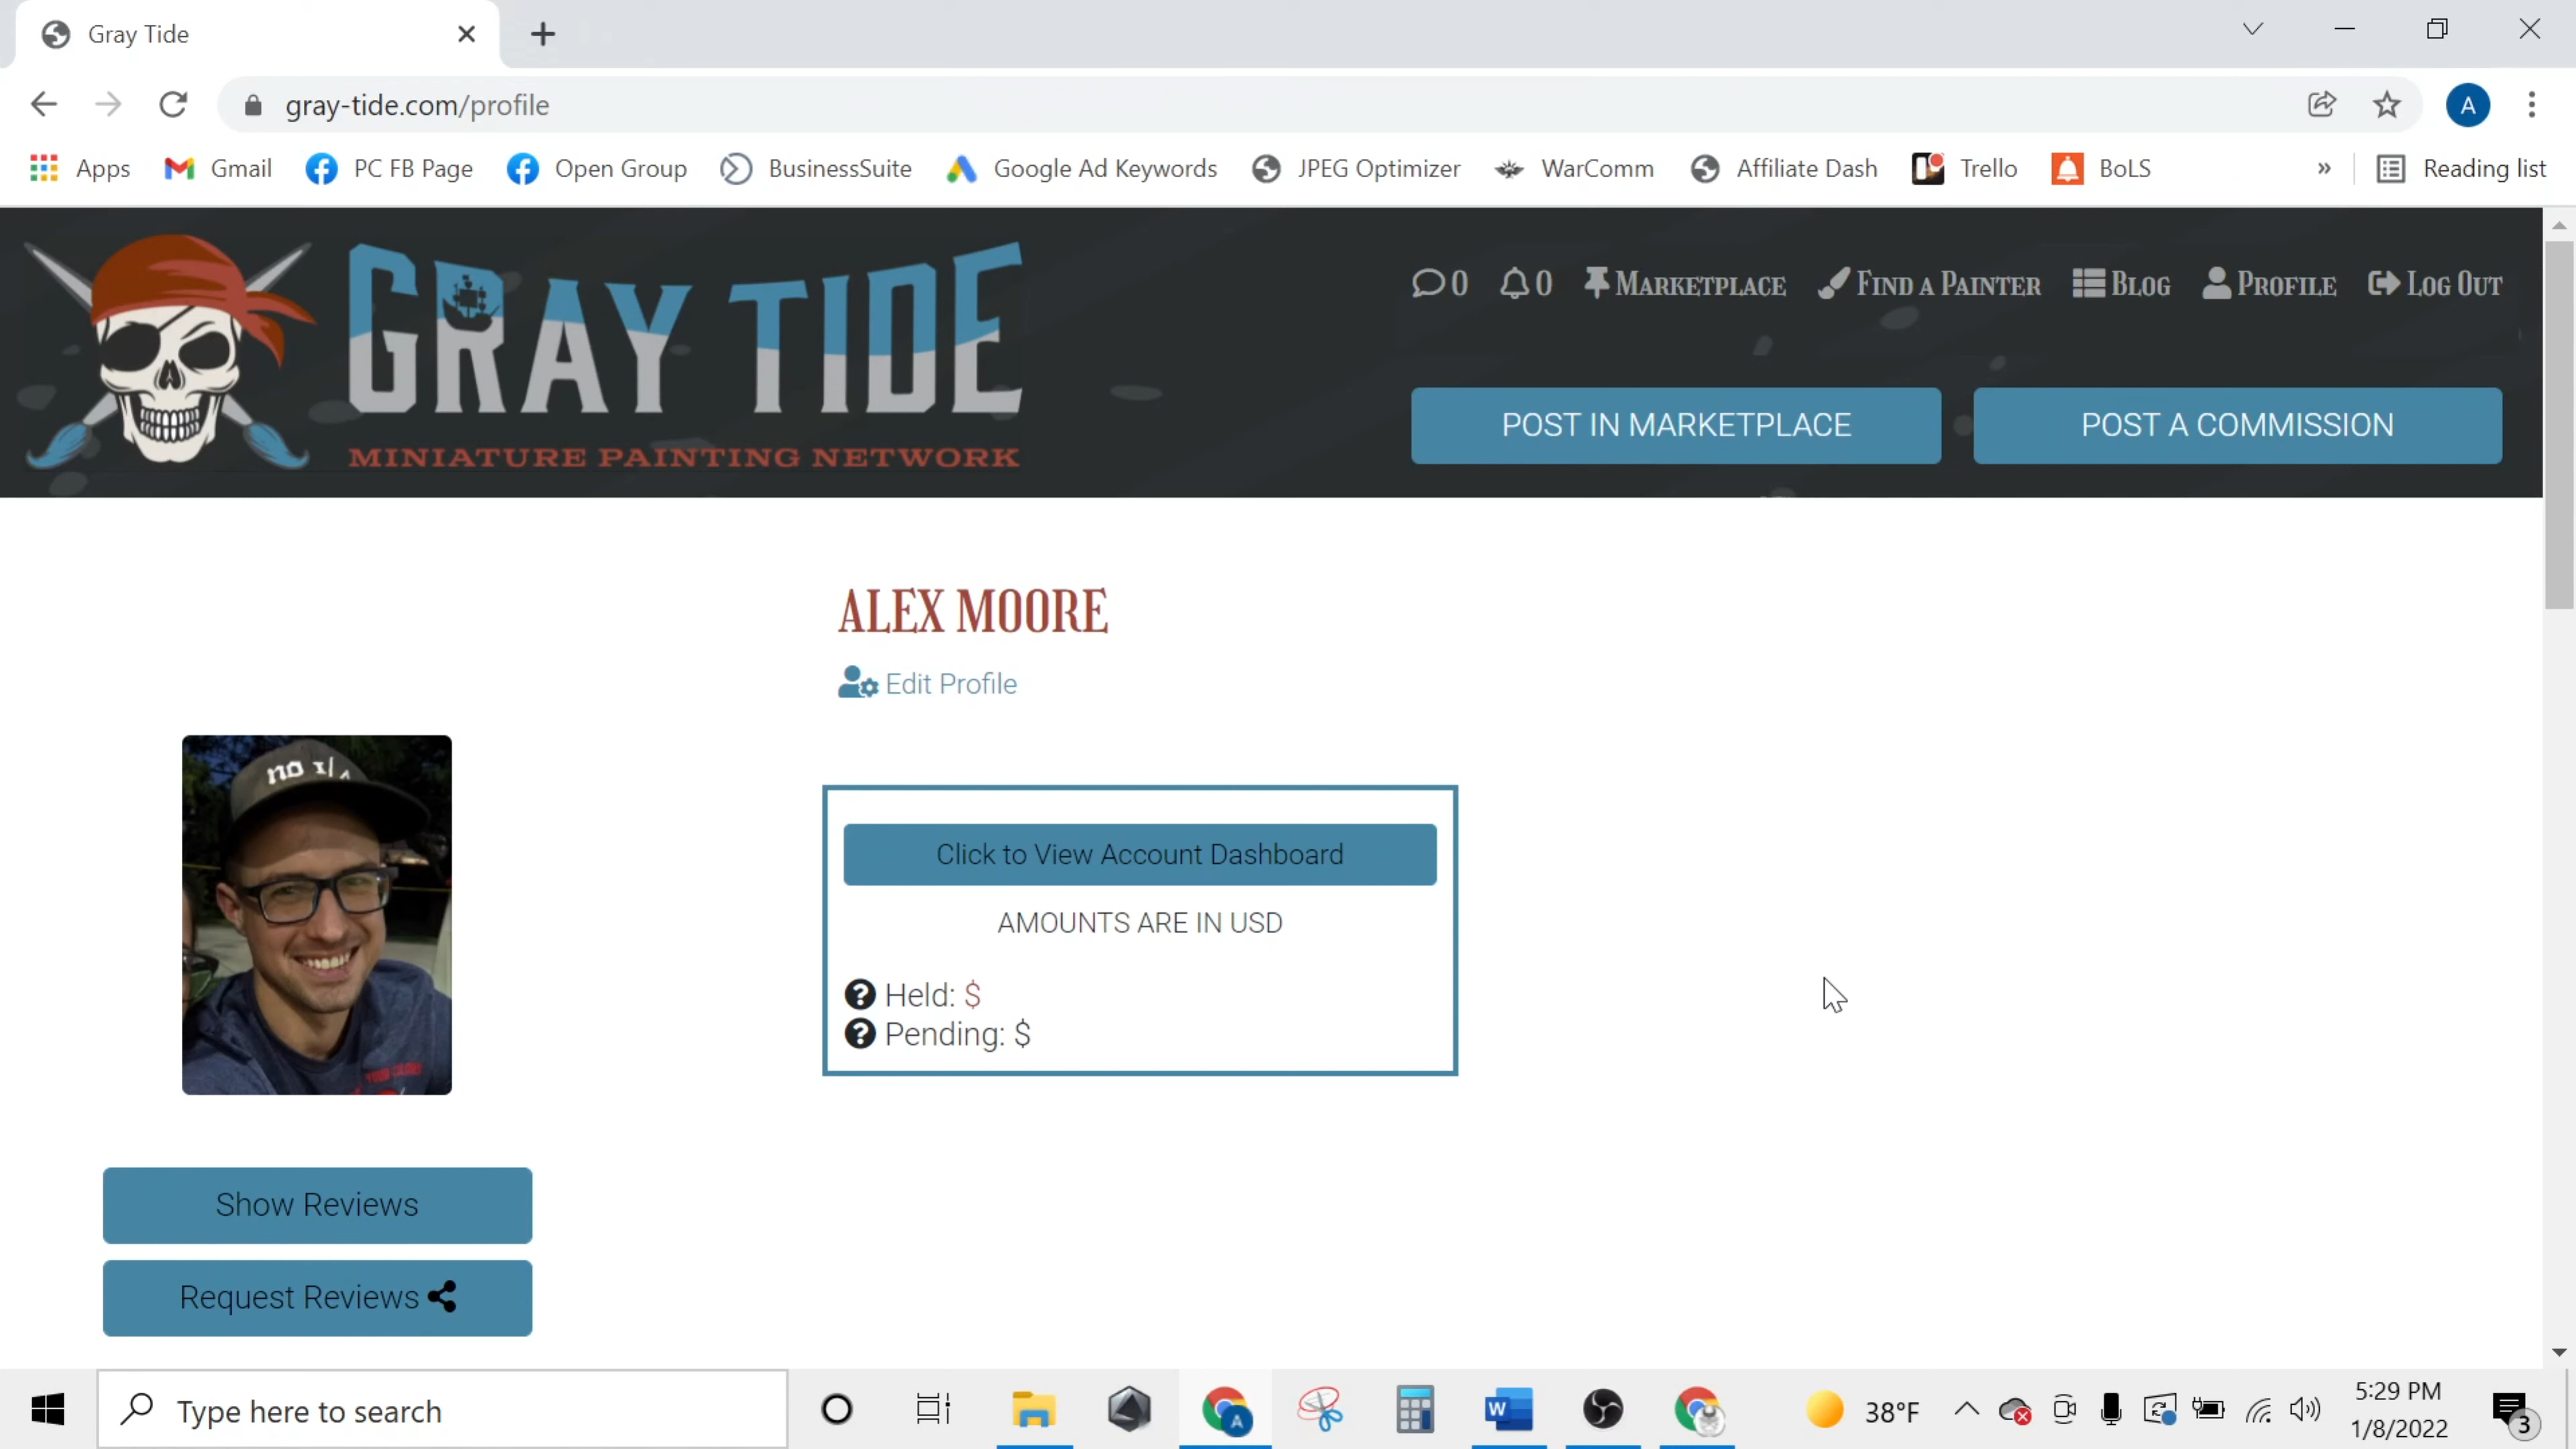 Gray Tide
gray-tide.com/profile
A
Apps
Gmail
PC FB Page
Open Group
BusinessSuite
Google Ad Keywords
JPEG Optimizer
WarComm
Affiliate Dash
Trello
BoLS
»
Reading list
GRAY TIDE
MINIATURE PAINTING NETWORK
0
0
MARKETPLACE
FIND A PAINTER
BLOG
PROFILE
LOG OUT
POST IN MARKETPLACE
POST A COMMISSION
ALEX MOORE
Edit Profile
Click to View Account Dashboard
AMOUNTS ARE IN USD
Held: $
Pending: $
Show Reviews
Request Reviews
Type here to search
A
W
38°F
5:29 PM
1/8/2022
3